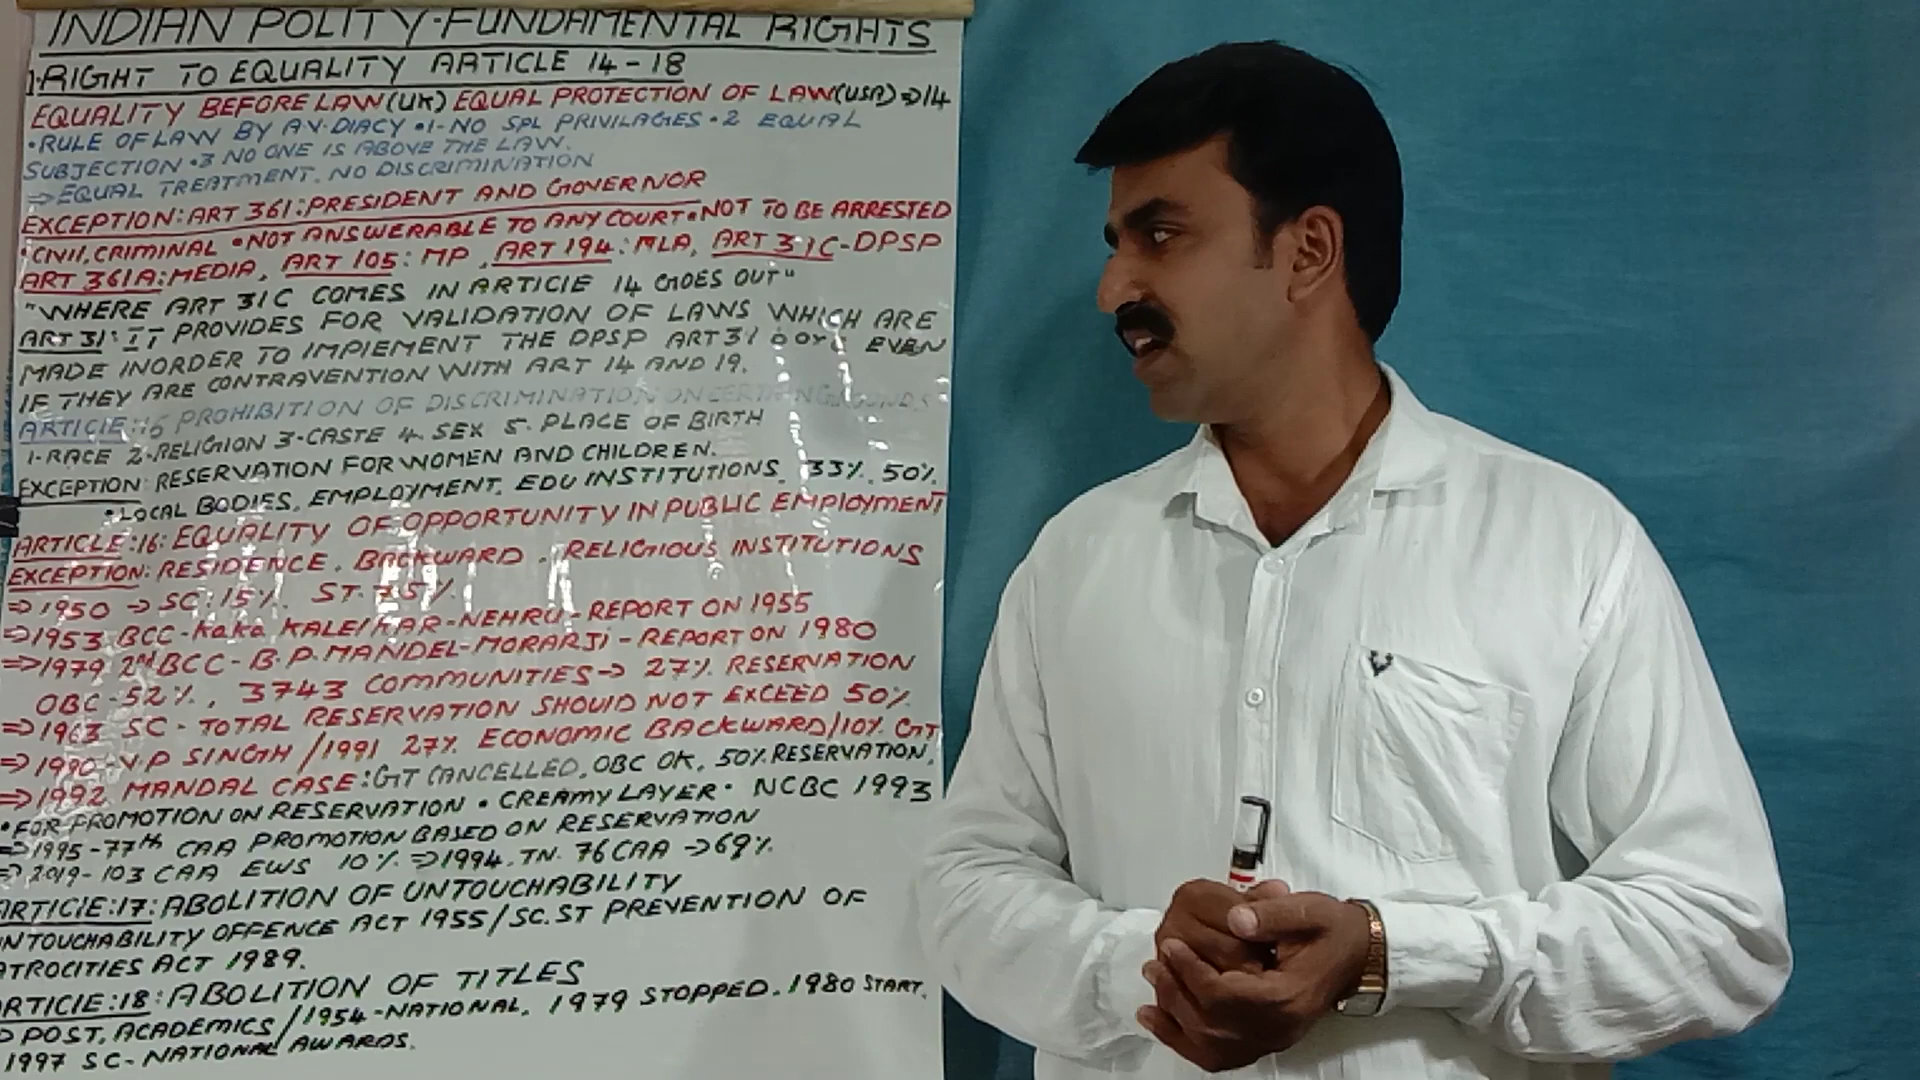 INDIAN POLITY-FUNDAMENTAL RIGHTS
1.RIGHT TO EQUALITY ARTICLE 14-18
EQUALITY BEFORE LAW(UK) EQUAL PROTECTION OF LAW(USA)⇒14
•RULE OF LAW BY A.V.DIACY •1-NO SPL PRIVILAGES •2 EQUAL
SUBJECTION •3 NO ONE IS ABOVE THE LAW.
⇒EQUAL TREATMENT. NO DISCRIMINATION
EXCEPTION:ART 361:PRESIDENT AND GOVERNOR
•CIVIL,CRIMINAL •NOT ANSWERABLE TO ANY COURT•NOT TO BE ARRESTED
ART 361A:MEDIA, ART 105: MP, ART 194: MLA, ART 31C-DPSP
"WHERE ART 31C COMES IN ARTICLE 14 GOES OUT"
ART 31: IT PROVIDES FOR VALIDATION OF LAWS WHICH ARE
MADE INORDER TO IMPLEMENT THE DPSP ART 31 EVEN
IF THEY ARE CONTRAVENTION WITH ART 14 AND 19.
ARTICLE: PROHIBITION OF DISCRIMINATION ON CERTAIN GROUNDS
1-RACE 2-RELIGION 3-CASTE 4. SEX 5. PLACE OF BIRTH
EXCEPTION: RESERVATION FOR WOMEN AND CHILDREN.
•LOCAL BODIES, EMPLOYMENT, EDU INSTITUTIONS. 33%. 50%.
ARTICLE:16: EQUALITY OF OPPORTUNITY IN PUBLIC EMPLOYMENT
EXCEPTION: RESIDENCE. BACKWARD. RELIGIOUS INSTITUTIONS
⇒1950 → SC:15%. ST. 7.5%.
⇒1953 BCC-KaKa KALELKAR-NEHRU-REPORT ON 1955
⇒1979 2nd BCC-B.P.MANDEL-MORARJI-REPORT ON 1980
OBC-52%, 3743 COMMUNITIES→ 27% RESERVATION
⇒1963 SC-TOTAL RESERVATION SHOULD NOT EXCEED 50%.
⇒1990-V.P SINGH/1991 27% ECONOMIC BACKWARD/10% GT
⇒1992 MANDAL CASE:GT CANCELLED, OBC OK, 50% RESERVATION,
•FOR PROMOTION ON RESERVATION • CREAMY LAYER• NCBC 1993
⇒1995-77th CAA PROMOTION BASED ON RESERVATION
⇒2019-103 CAA EWS 10% ⇒1994.TN. 76 CAA →69%.
ARTICLE:17:ABOLITION OF UNTOUCHABILITY
UNTOUCHABILITY OFFENCE ACT 1955/SC.ST PREVENTION OF
ATROCITIES ACT 1989.
ARTICLE:18:ABOLITION OF TITLES
POST, ACADEMICS/1954-NATIONAL, 1979 STOPPED.1980 START.
1997 SC-NATIONAL AWARDS.